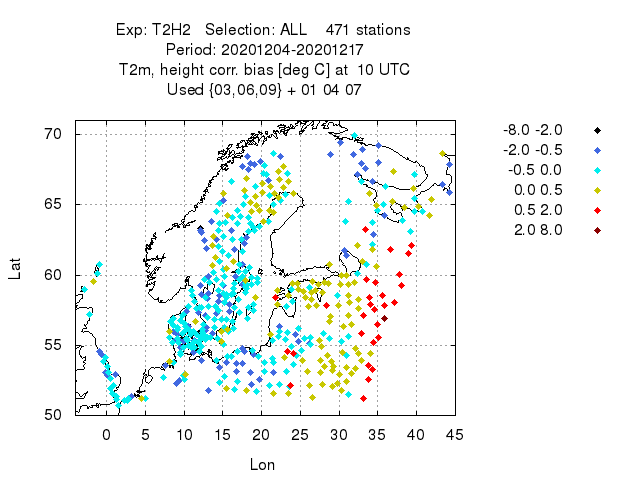 Exp: T2H2 Selection: ALL 471 stations
Period: 20201204-20201217
T2m, height corr. bias [deg C] at 10 UTC
Used {03,06,09} + 01 04 07
-8.0 -2.0
-2.0 -0.5
-0.5 0.0
0.0 0.5
0.5 2.0
2.0 8.0
70
65
60
55
50
Lat
0 5 10 15 20 25 30 35 40 45
Lon